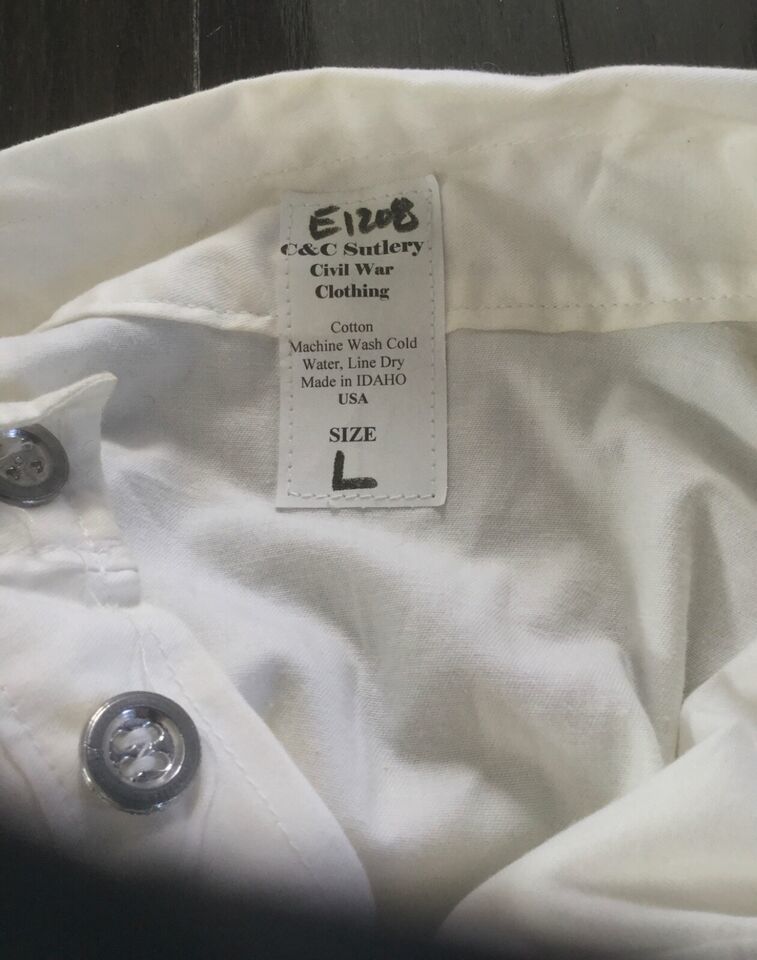 E1208
C&C Sutlery
Civil War
Clothing
Cotton
Machine Wash Cold
Water, Line Dry
Made in IDAHO
USA
SIZE
L